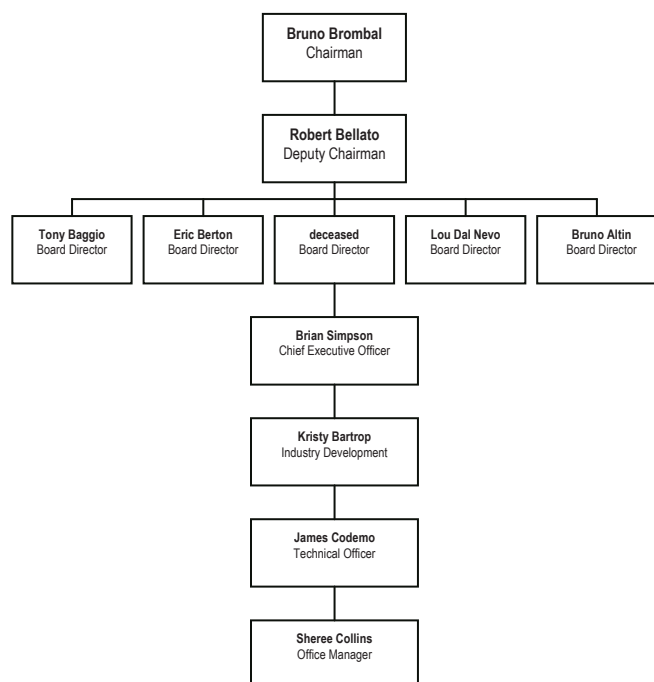 Bruno Brombal
Chairman
Robert Bellato
Deputy Chairman
Tony Baggio
Board Director
Eric Berton
Board Director
deceased
Board Director
Lou Dal Nevo
Board Director
Bruno Altin
Board Director
Brian Simpson
Chief Executive Officer
Kristy Bartrop
Industry Development
James Codemo
Technical Officer
Sheree Collins
Office Manager